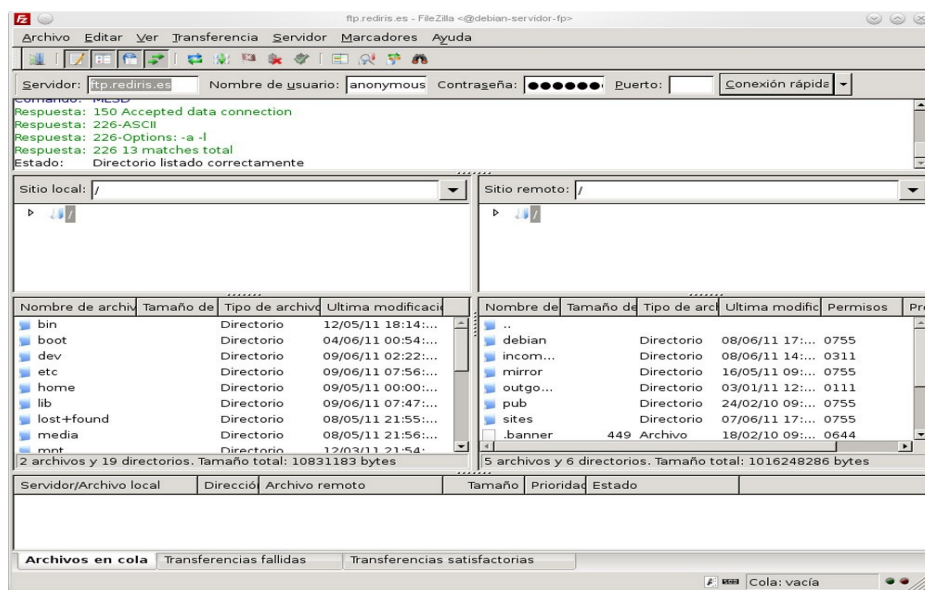 ftp.rediris.es - FileZilla <@debian-servidor-fp>
Archivo Editar Ver Transferencia Servidor Marcadores Ayuda
Servidor: ftp.rediris.es Nombre de usuario: anonymous Contraseña: ●●●●●● Puerto: Conexión rápida
Comando: MLSD
Respuesta: 150 Accepted data connection
Respuesta: 226-ASCII
Respuesta: 226-Options: -a -l
Respuesta: 226 13 matches total
Estado: Directorio listado correctamente
Sitio local: /
Sitio remoto: /
/
/
Nombre de archiv Tamaño de Tipo de archivo Ultima modificació
bin Directorio 12/05/11 18:14:...
boot Directorio 04/06/11 00:54:...
dev Directorio 09/06/11 02:22:...
etc Directorio 09/06/11 07:56:...
home Directorio 09/05/11 00:00:...
lib Directorio 09/06/11 07:47:...
lost+found Directorio 08/05/11 21:55:...
media Directorio 08/05/11 21:56:...
mnt Directorio 12/03/11 21:54:
2 archivos y 19 directorios. Tamaño total: 10831183 bytes
Nombre de Tamaño de Tipo de arcl Ultima modific Permisos Pr
..
debian Directorio 08/06/11 17:... 0755
incom... Directorio 08/06/11 14:... 0311
mirror Directorio 16/05/11 09:... 0755
outgo... Directorio 03/01/11 12:... 0111
pub Directorio 24/02/10 09:... 0755
sites Directorio 07/06/11 17:... 0755
.banner 449 Archivo 18/02/10 09:... 0644
5 archivos y 6 directorios. Tamaño total: 1016248286 bytes
Servidor/Archivo local Direcció Archivo remoto Tamaño Prioridad Estado
Archivos en cola Transferencias fallidas Transferencias satisfactorias
Cola: vacía